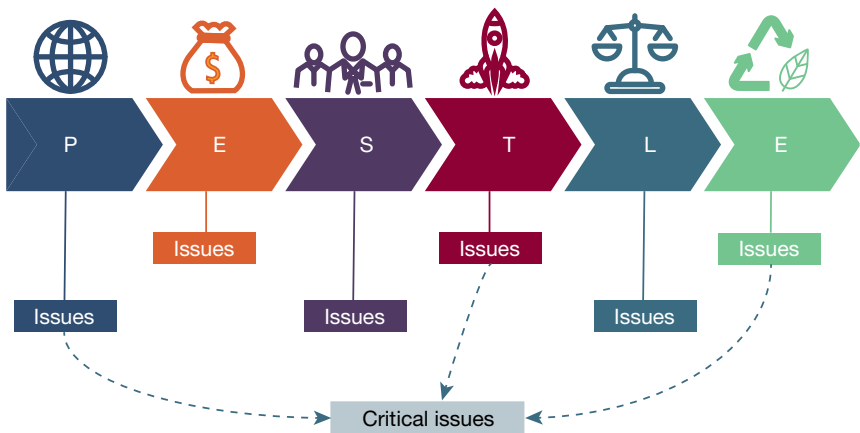 $
P
E
S
T
L
E
Issues
Issues
Issues
Issues
Issues
Issues
Critical issues